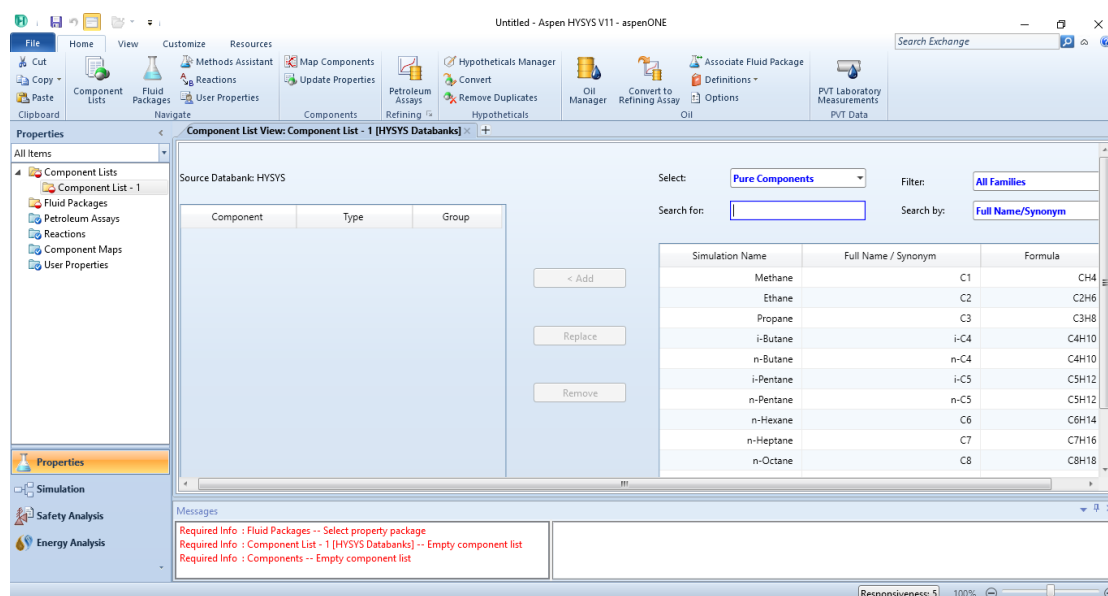 Untitled - Aspen HYSYS V11 - aspenONE
File Home View Customize Resources Search Exchange
Cut Methods Assistant Map Components Hypotheticals Manager Associate Fluid Package
Copy Reactions Update Properties Convert Definitions
Paste Component Lists Fluid Packages User Properties Petroleum Assays Remove Duplicates Oil Manager Convert to Refining Assay Options PVT Laboratory Measurements
Clipboard Navigate Components Refining Hypotheticals Oil PVT Data
Properties < Component List View: Component List - 1 [HYSYS Databanks] × +
All Items
Component Lists
Component List - 1
Fluid Packages
Petroleum Assays
Reactions
Component Maps
User Properties
Source Databank: HYSYS Select: Pure Components Filter: All Families
Search for: Search by: Full Name/Synonym
Component Type Group
< Add
Replace
Remove
Simulation Name Full Name / Synonym Formula
Methane C1 CH4
Ethane C2 C2H6
Propane C3 C3H8
i-Butane i-C4 C4H10
n-Butane n-C4 C4H10
i-Pentane i-C5 C5H12
n-Pentane n-C5 C5H12
n-Hexane C6 C6H14
n-Heptane C7 C7H16
n-Octane C8 C8H18
Properties
Simulation
Safety Analysis
Energy Analysis
Messages
Required Info : Fluid Packages -- Select property package
Required Info : Component List - 1 [HYSYS Databanks] -- Empty component list
Required Info : Components -- Empty component list
Responsiveness: 5 100%